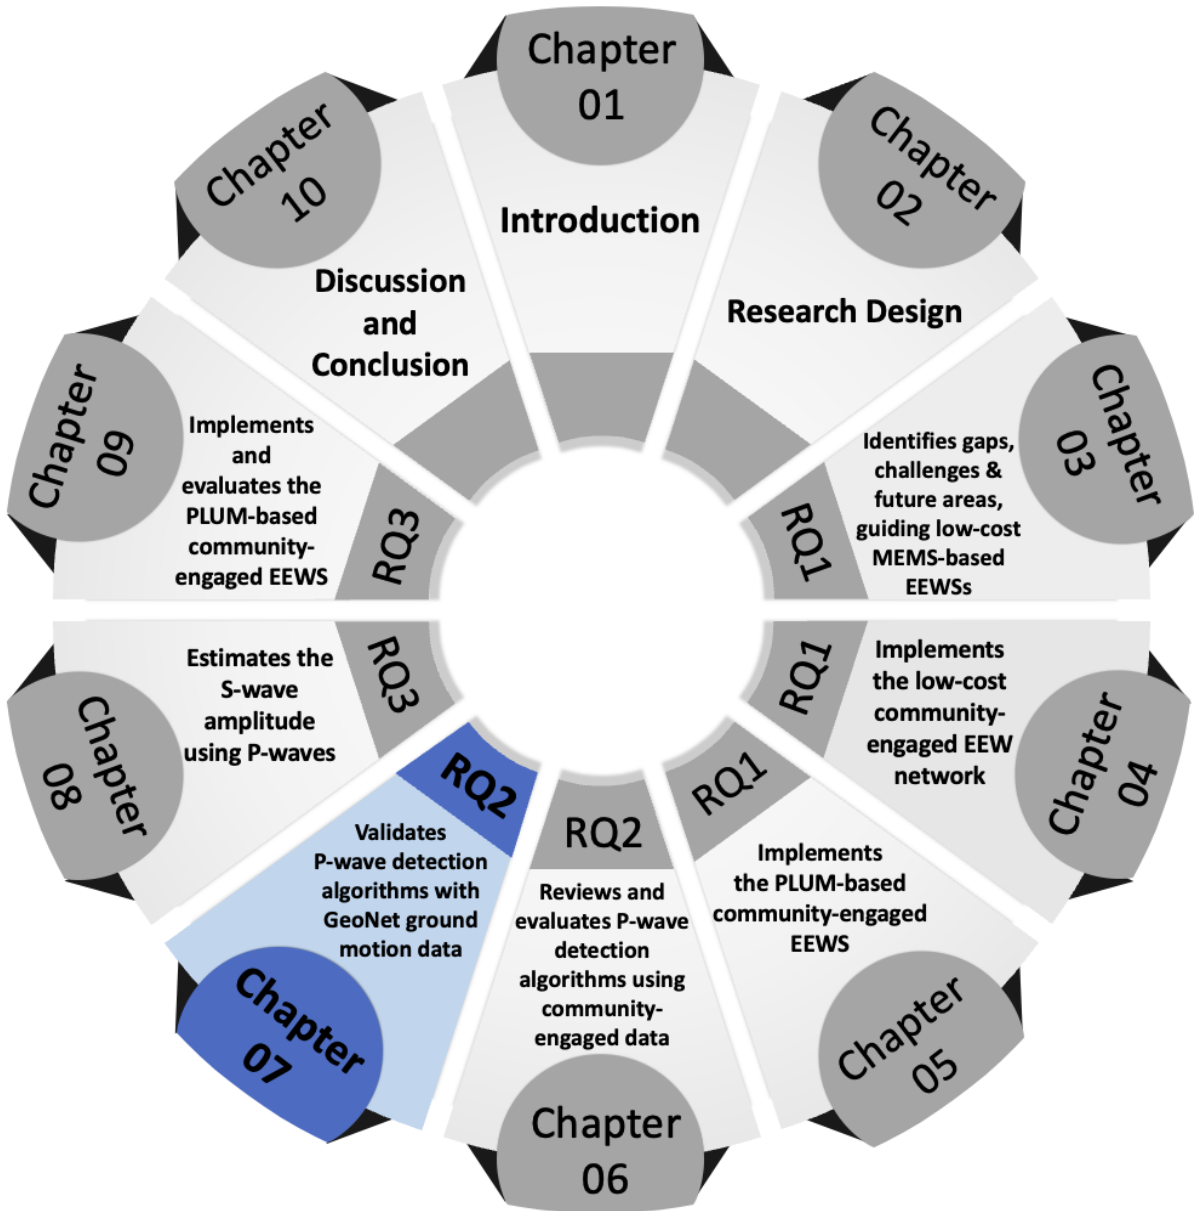 Chapter
01
Introduction
Chapter
02
Research Design
Chapter
03
Identifies gaps,
challenges &
future areas,
guiding low-cost
MEMS-based
EEWSs
RQ1
Chapter
04
Implements
the low-cost
community-
engaged EEW
network
RQ1
Chapter
05
Implements
the PLUM-based
community-engaged
EEWS
RQ1
Chapter
06
Reviews and
evaluates P-wave
detection
algorithms using
community-
engaged data
RQ2
Chapter
07
Validates
P-wave detection
algorithms with
GeoNet ground
motion data
RQ2
Chapter
08
Estimates the
S-wave
amplitude
using P-waves
RQ3
Chapter
09
Implements
and
evaluates the
PLUM-based
community-
engaged EEWS
RQ3
Chapter
10
Discussion
and
Conclusion